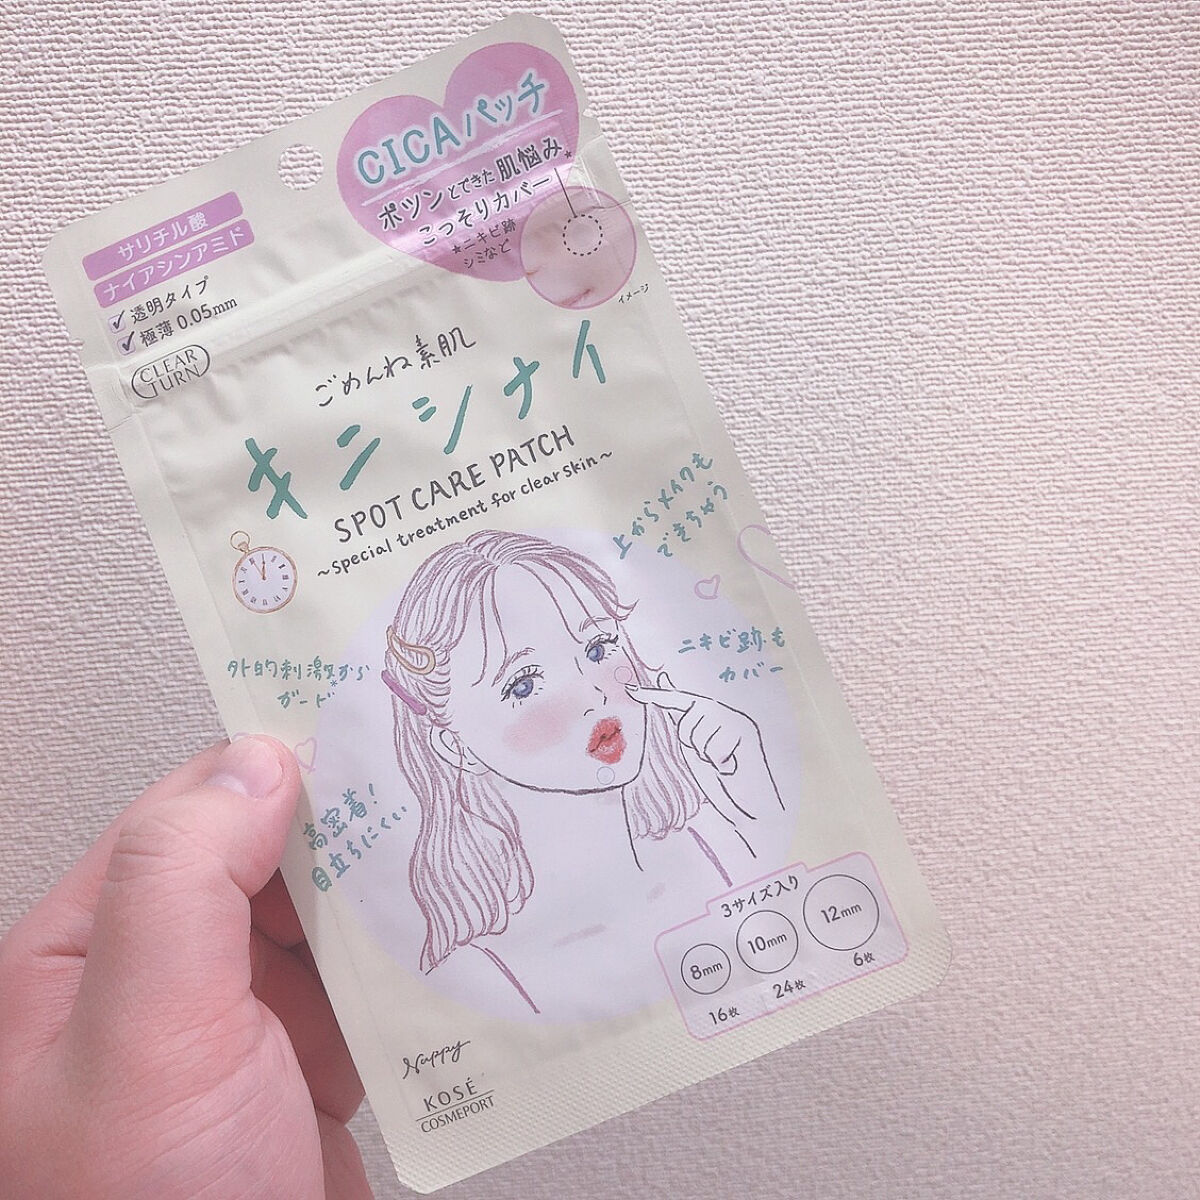 CICAパッチ
ポツンとできた肌悩み*
こっそりカバー
*ニキビ跡
シミなど
イメージ
サリチル酸
ナイアシンアミド
✓透明タイプ
✓極薄0.05mm
CLEAR
TURN
ごめんね素肌
キニシナイ
SPOT CARE PATCH
~special treatment for clear skin~
上からメイクも
できちゃう
ニキビ跡も
カバー
外的刺激から
ガード*
高密着!
目立ちにくい
3サイズ入り
8mm
10mm
12mm
16枚
24枚
6枚
Nappy
KOSÉ
COSMEPORT